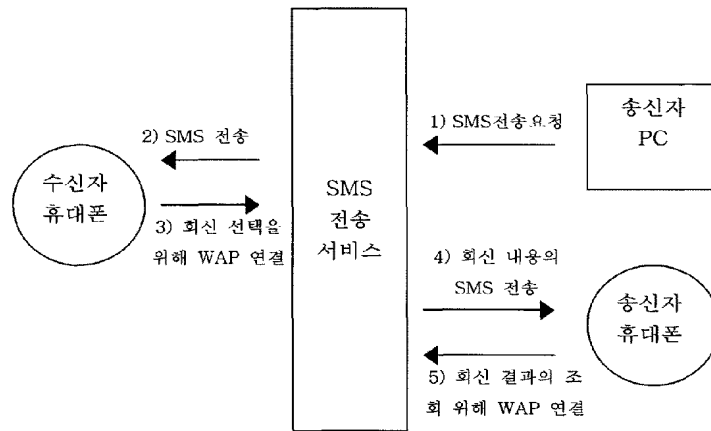 1) SMS전송요청
송신자
PC
2) SMS 전송
수신자
휴대폰
SMS
전송
서비스
3) 회신 선택을
위해 WAP 연결
4) 회신 내용의
SMS 전송
송신자
휴대폰
5) 회신 결과의 조
회 위해 WAP 연결